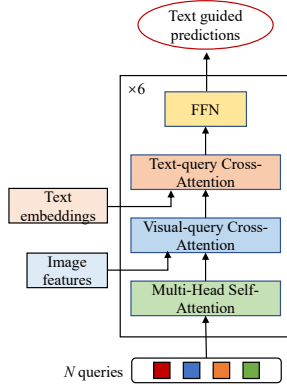 Text guided
predictions
×6
FFN
Text-query Cross-
Attention
Text
embeddings
Visual-query Cross-
Attention
Image
features
Multi-Head Self-
Attention
N queries